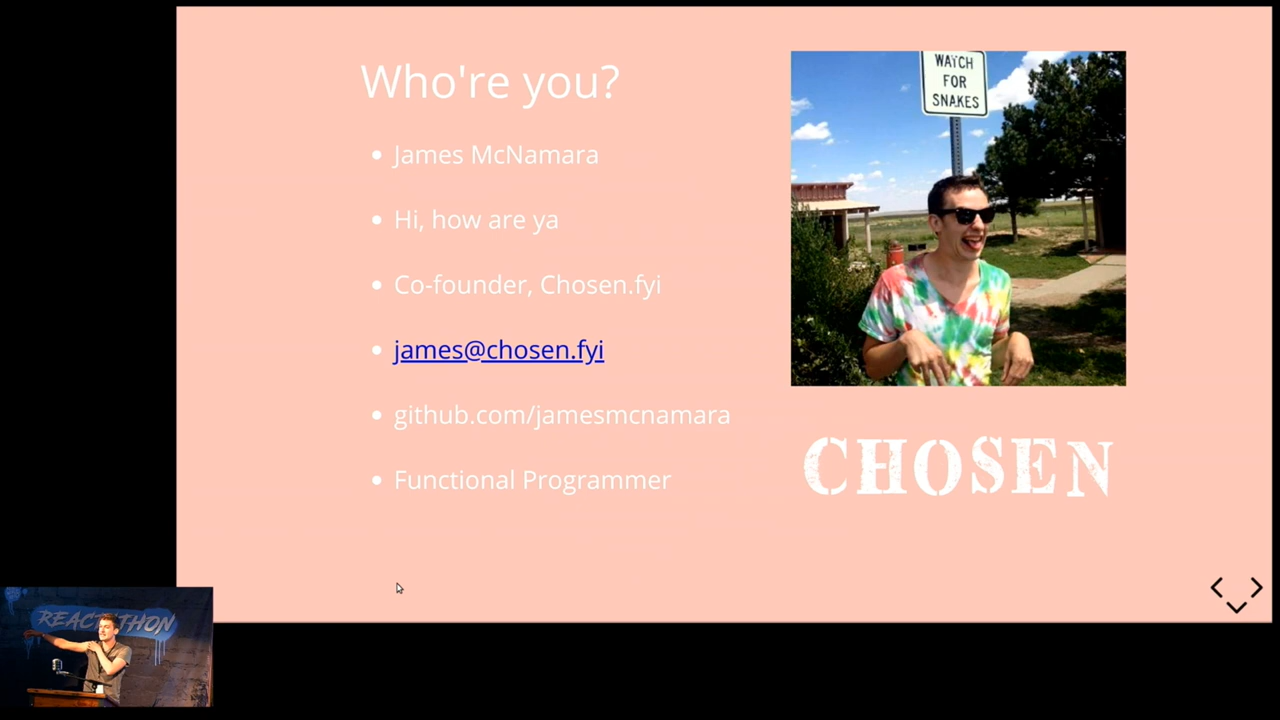 Who're you?
James McNamara
Hi, how are ya
Co-founder, Chosen.fyi
james@chosen.fyi
github.com/jamesmcnamara
Functional Programmer
WATCH
FOR
SNAKES
CHOSEN
REACTATHON